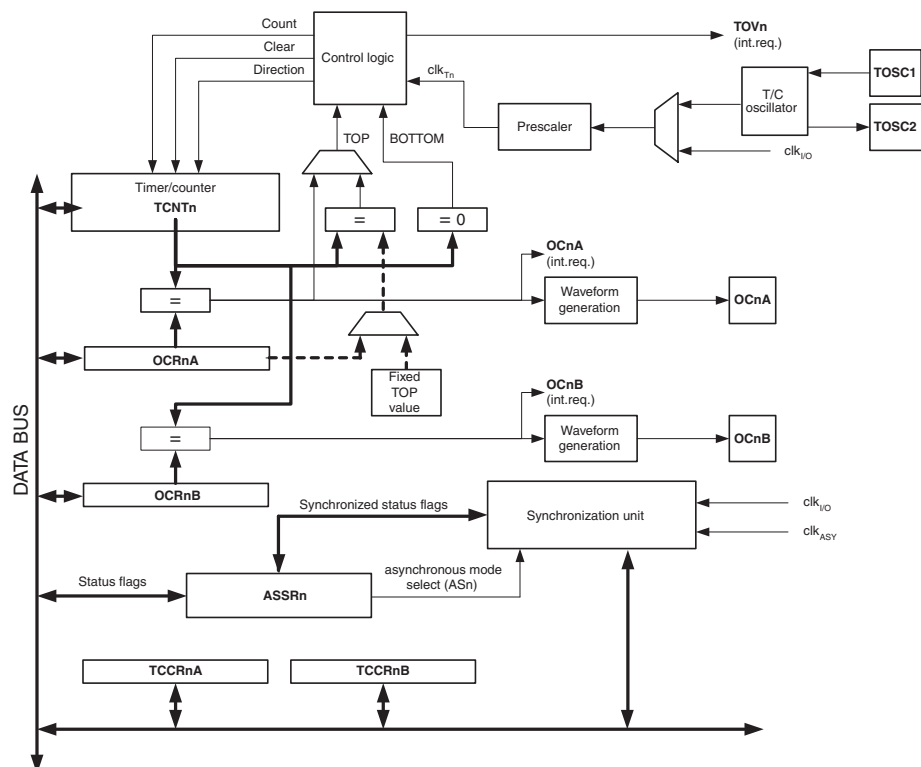 Count
Clear
Direction
Control logic
TOVn
(int.req.)
clkTn
TOSC1
T/C
oscillator
TOSC2
Prescaler
clkI/O
TOP
BOTTOM
Timer/counter
TCNTn
=
= 0
OCnA
(int.req.)
=
Waveform
generation
OCnA
OCRnA
Fixed
TOP
value
OCnB
(int.req.)
=
Waveform
generation
OCnB
OCRnB
DATA BUS
Synchronized status flags
Synchronization unit
clkI/O
clkASY
Status flags
ASSRn
asynchronous mode
select (ASn)
TCCRnA
TCCRnB